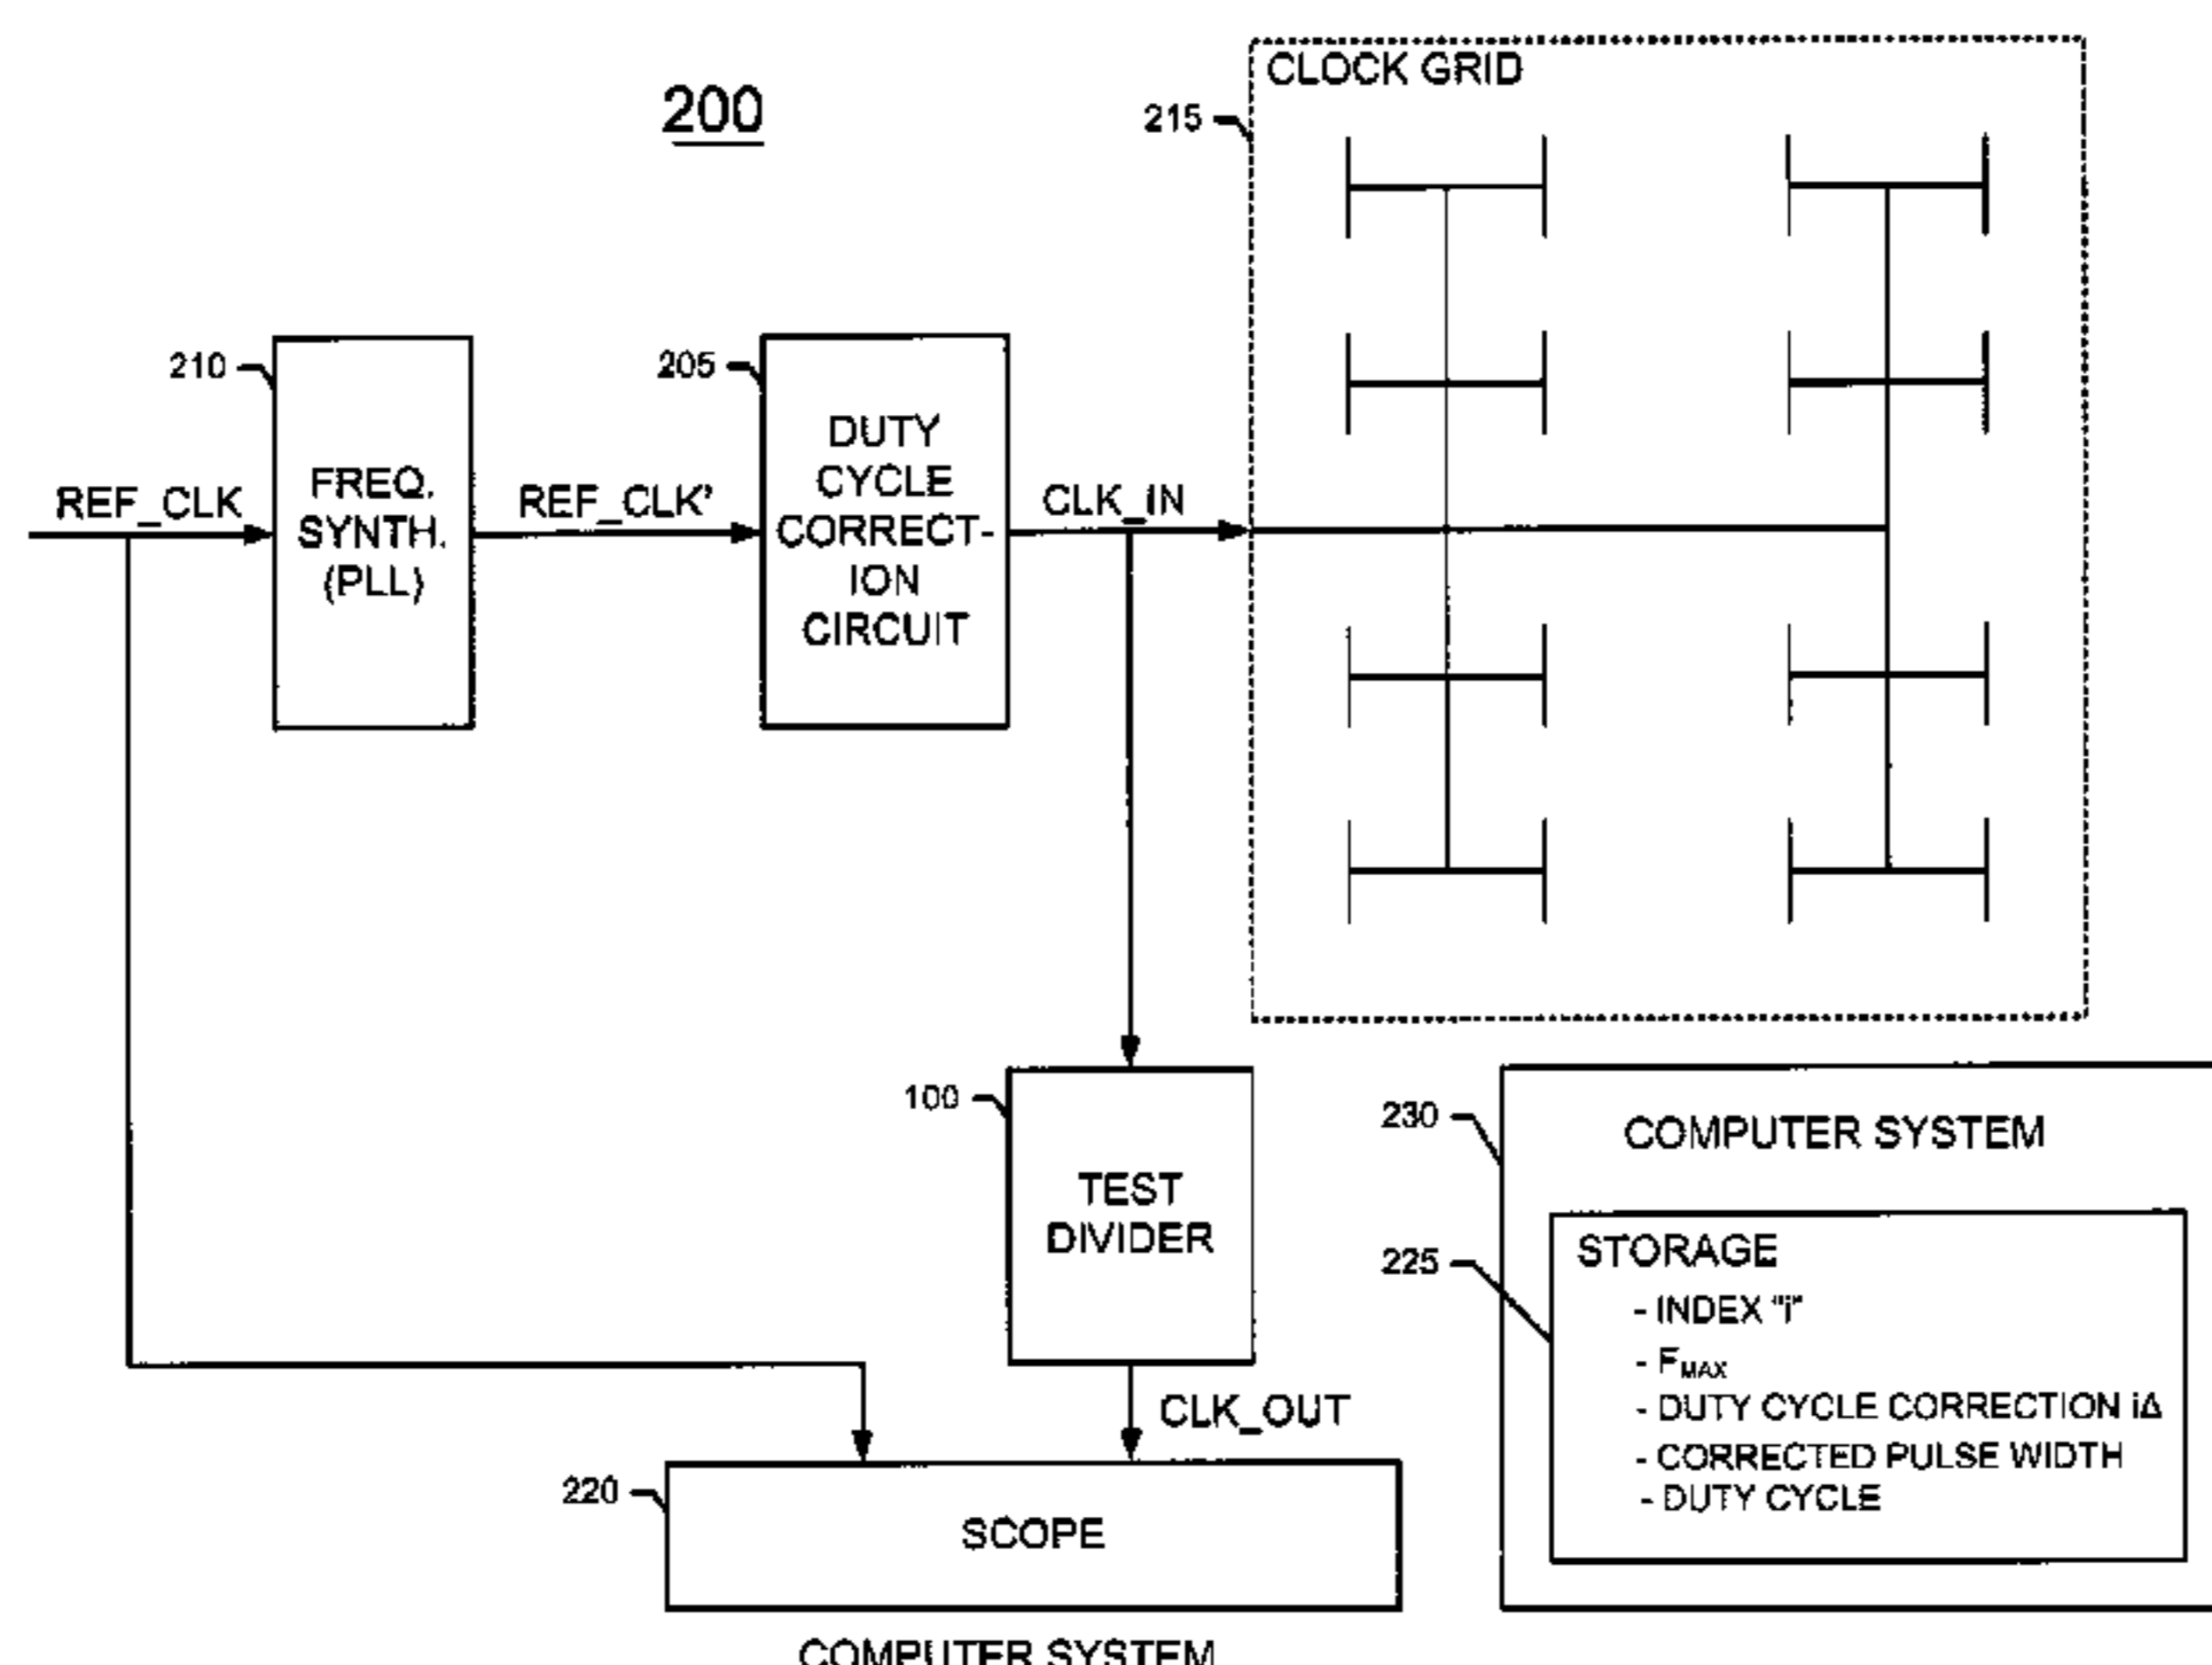 200
CLOCK GRID
215
210
205
REF_CLK
FREQ.
SYNTH.
(PLL)
REF_CLK'
DUTY
CYCLE
CORRECT-
ION
CIRCUIT
CLK_IN
100
TEST
DIVIDER
CLK_OUT
220
SCOPE
COMPUTER SYSTEM
230
COMPUTER SYSTEM
225
STORAGE
- INDEX "i"
- FMAX
- DUTY CYCLE CORRECTION iΔ
- CORRECTED PULSE WIDTH
- DUTY CYCLE